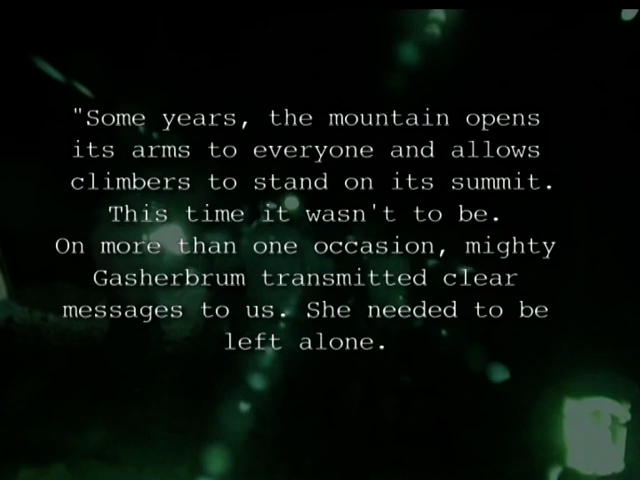 "Some years, the mountain opens
its arms to everyone and allows
climbers to stand on its summit.
This time it wasn't to be.
On more than one occasion, mighty
Gasherbrum transmitted clear
messages to us. She needed to be
left alone.